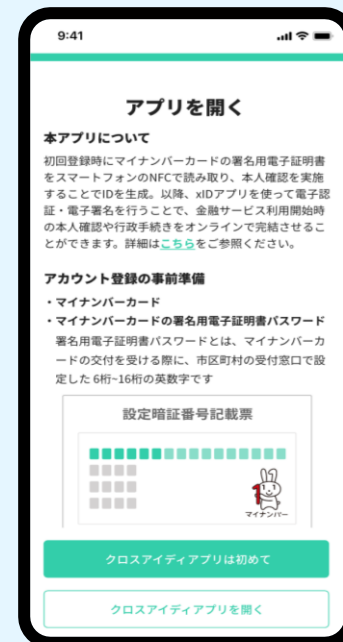 9:41
アプリを開く
本アプリについて
初回登録時にマイナンバーカードの署名用電子証明書
をスマートフォンのNFCで読み取り、本人確認を実施
することでIDを生成。以降、xIDアプリを使って電子認
証・電子署名を行うことで、金融サービス利用開始時
の本人確認や行政手続きをオンラインで完結させるこ
とができます。詳細はこちらをご参照ください。
アカウント登録の事前準備
・マイナンバーカード
・マイナンバーカードの署名用電子証明書パスワード
署名用電子証明書パスワードとは、マイナンバーカ
ードの交付を受ける際に、市区町村の受付窓口で設
定した 6桁~16桁の英数字です
設定暗証番号記載票
マイナンバー
クロスアイディアプリは初めて
クロスアイディアプリを開く